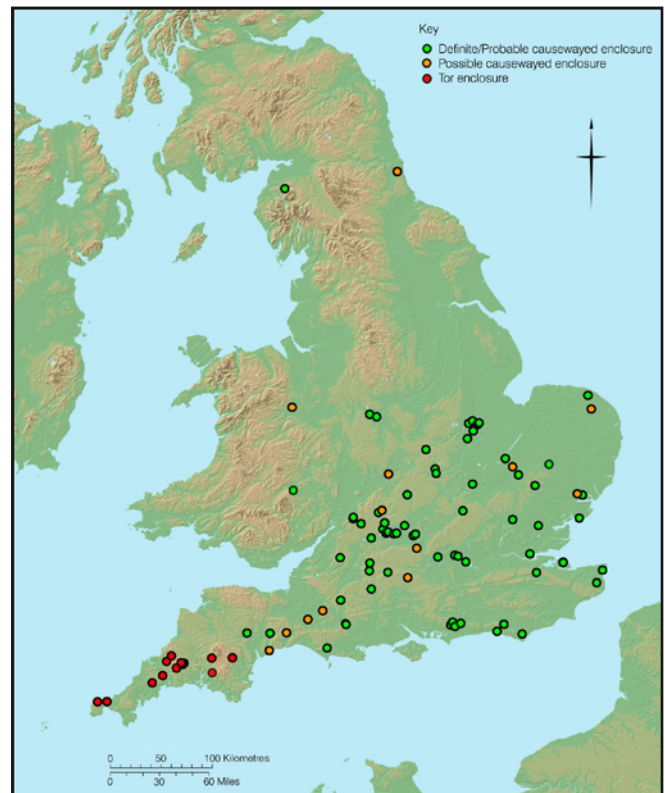 Key
Definite/Probable causewayed enclosure
Possible causewayed enclosure
Tor enclosure
0 50 100 Kilometres
0 30 60 Miles